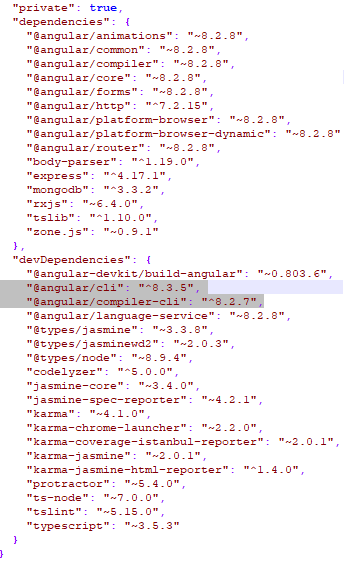 "private": true,
"dependencies": {
"@angular/animations": "~8.2.8",
"@angular/common": "~8.2.8",
"@angular/compiler": "~8.2.8",
"@angular/core": "~8.2.8",
"@angular/forms": "~8.2.8",
"@angular/http": "^7.2.15",
"@angular/platform-browser": "~8.2.8",
"@angular/platform-browser-dynamic": "~8.2.8"
"@angular/router": "~8.2.8",
"body-parser": "^1.19.0",
"express": "^4.17.1",
"mongodb": "^3.3.2",
"rxjs": "~6.4.0",
"tslib": "^1.10.0",
"zone.js": "~0.9.1"
},
"devDependencies": {
"@angular-devkit/build-angular": "~0.803.6",
"@angular/cli": "^8.3.5",
"@angular/compiler-cli": "^8.2.7",
"@angular/language-service": "~8.2.8",
"@types/jasmine": "~3.3.8",
"@types/jasminewd2": "~2.0.3",
"@types/node": "~8.9.4",
"codelyzer": "^5.0.0",
"jasmine-core": "~3.4.0",
"jasmine-spec-reporter": "~4.2.1",
"karma": "~4.1.0",
"karma-chrome-launcher": "~2.2.0",
"karma-coverage-istanbul-reporter": "~2.0.1",
"karma-jasmine": "~2.0.1",
"karma-jasmine-html-reporter": "^1.4.0",
"protractor": "~5.4.0",
"ts-node": "~7.0.0",
"tslint": "~5.15.0",
"typescript": "~3.5.3"
}
}